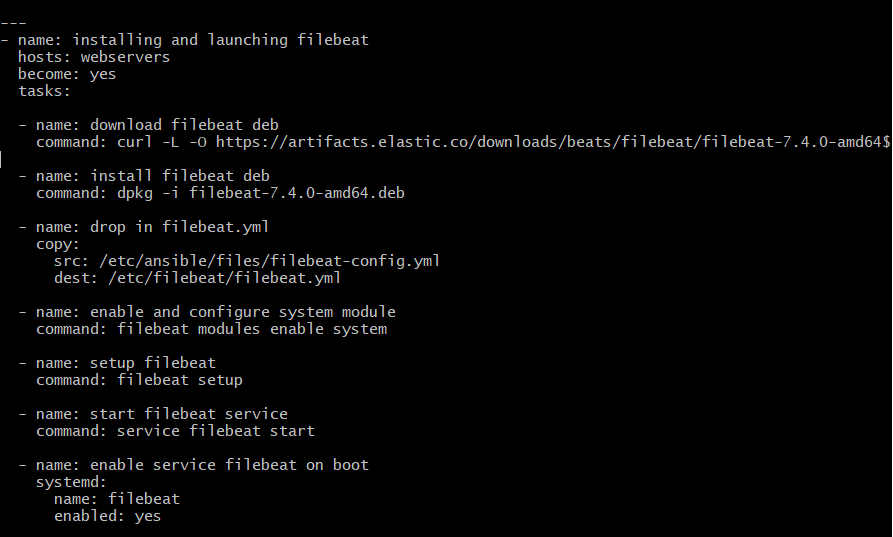 ---
- name: installing and launching filebeat
  hosts: webservers
  become: yes
  tasks:

  - name: download filebeat deb
    command: curl -L -O https://artifacts.elastic.co/downloads/beats/filebeat/filebeat-7.4.0-amd64$

  - name: install filebeat deb
    command: dpkg -i filebeat-7.4.0-amd64.deb

  - name: drop in filebeat.yml
    copy:
      src: /etc/ansible/files/filebeat-config.yml
      dest: /etc/filebeat/filebeat.yml

  - name: enable and configure system module
    command: filebeat modules enable system

  - name: setup filebeat
    command: filebeat setup

  - name: start filebeat service
    command: service filebeat start

  - name: enable service filebeat on boot
    systemd:
      name: filebeat
      enabled: yes